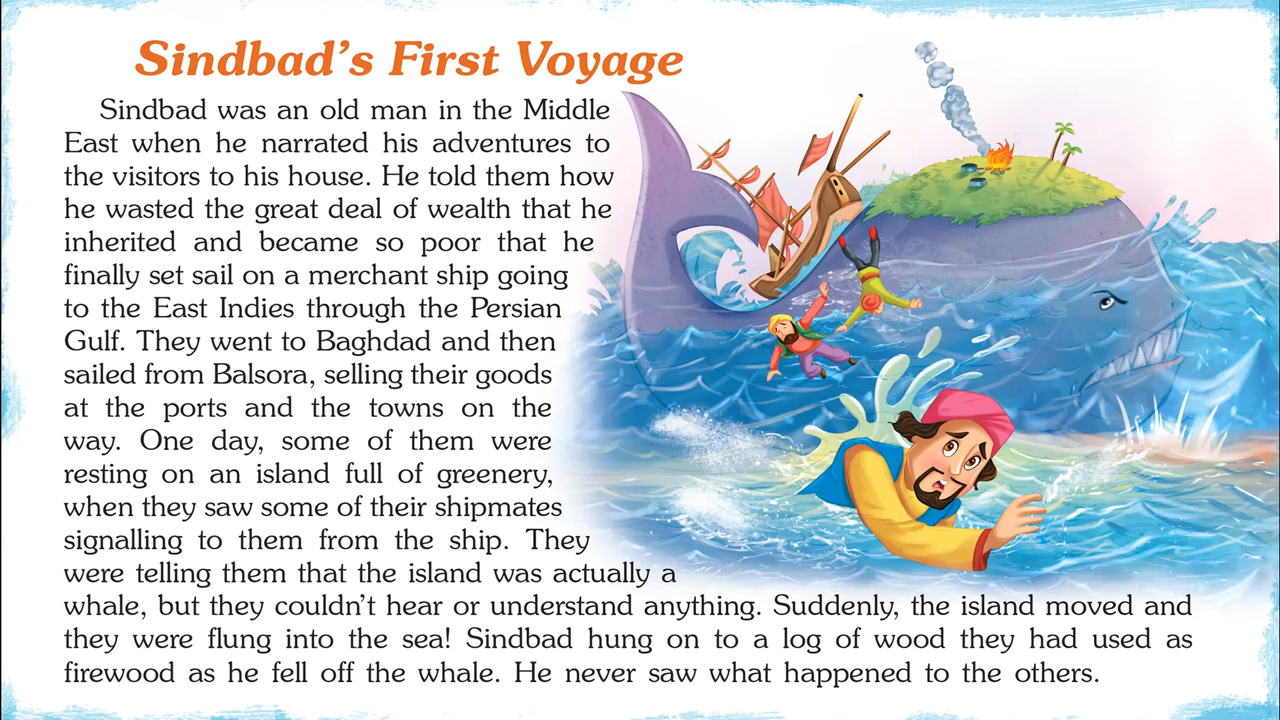 Sindbad's First Voyage
Sindbad was an old man in the Middle
East when he narrated his adventures to
the visitors to his house. He told them how
he wasted the great deal of wealth that he
inherited and became so poor that he
finally set sail on a merchant ship going
to the East Indies through the Persian
Gulf. They went to Baghdad and then
sailed from Balsora, selling their goods
at the ports and the towns on the
way. One day, some of them were
resting on an island full of greenery,
when they saw some of their shipmates
signalling to them from the ship. They
were telling them that the island was actually a
whale, but they couldn't hear or understand anything. Suddenly, the island moved and
they were flung into the sea! Sindbad hung on to a log of wood they had used as
firewood as he fell off the whale. He never saw what happened to the others.